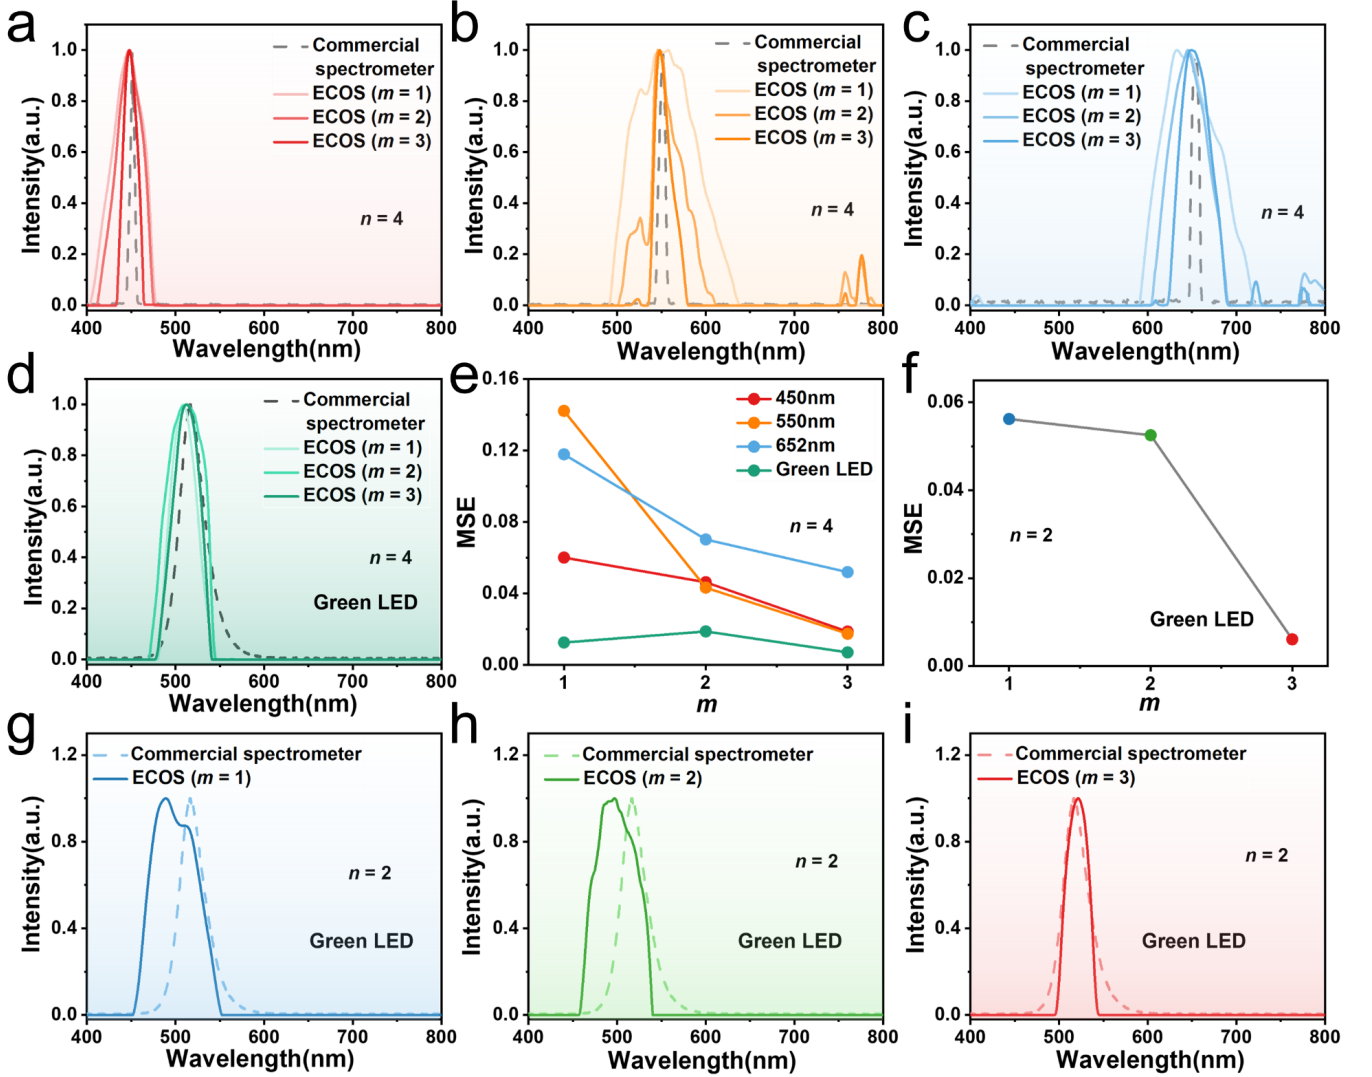 a
Intensity(a.u.)
1.0
0.8
0.6
0.4
0.2
0.0
Commercial
spectrometer
ECOS (m = 1)
ECOS (m = 2)
ECOS (m = 3)
n = 4
400 500 600 700 800
Wavelength(nm)
b
Intensity(a.u.)
1.0
0.8
0.6
0.4
0.2
0.0
Commercial
spectrometer
ECOS (m = 1)
ECOS (m = 2)
ECOS (m = 3)
n = 4
400 500 600 700 800
Wavelength(nm)
c
Intensity(a.u.)
1.0
0.8
0.6
0.4
0.2
0.0
Commercial
spectrometer
ECOS (m = 1)
ECOS (m = 2)
ECOS (m = 3)
n = 4
400 500 600 700 800
Wavelength(nm)
d
Intensity(a.u.)
1.0
0.8
0.6
0.4
0.2
0.0
Commercial
spectrometer
ECOS (m = 1)
ECOS (m = 2)
ECOS (m = 3)
n = 4
Green LED
400 500 600 700 800
Wavelength(nm)
e
MSE
0.16
0.12
0.08
0.04
0.00
450nm
550nm
652nm
Green LED
n = 4
1 2 3
m
f
MSE
0.06
0.04
0.02
0.00
n = 2
Green LED
1 2 3
m
g
Intensity(a.u.)
1.2
0.8
0.4
0.0
Commercial spectrometer
ECOS (m = 1)
n = 2
Green LED
400 500 600 700 800
Wavelength(nm)
h
Intensity(a.u.)
1.2
0.8
0.4
0.0
Commercial spectrometer
ECOS (m = 2)
n = 2
Green LED
400 500 600 700 800
Wavelength(nm)
i
Intensity(a.u.)
1.2
0.8
0.4
0.0
Commercial spectrometer
ECOS (m = 3)
n = 2
Green LED
400 500 600 700 800
Wavelength(nm)